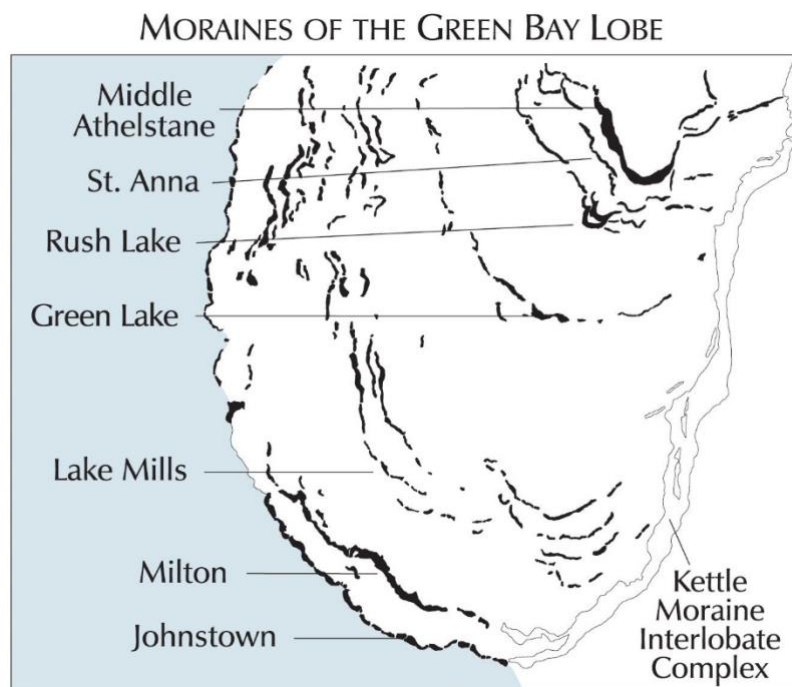 MORAINES OF THE GREEN BAY LOBE
Middle
Athelstane
St. Anna
Rush Lake
Green Lake
Lake Mills
Milton
Johnstown
Kettle
Moraine
Interlobate
Complex